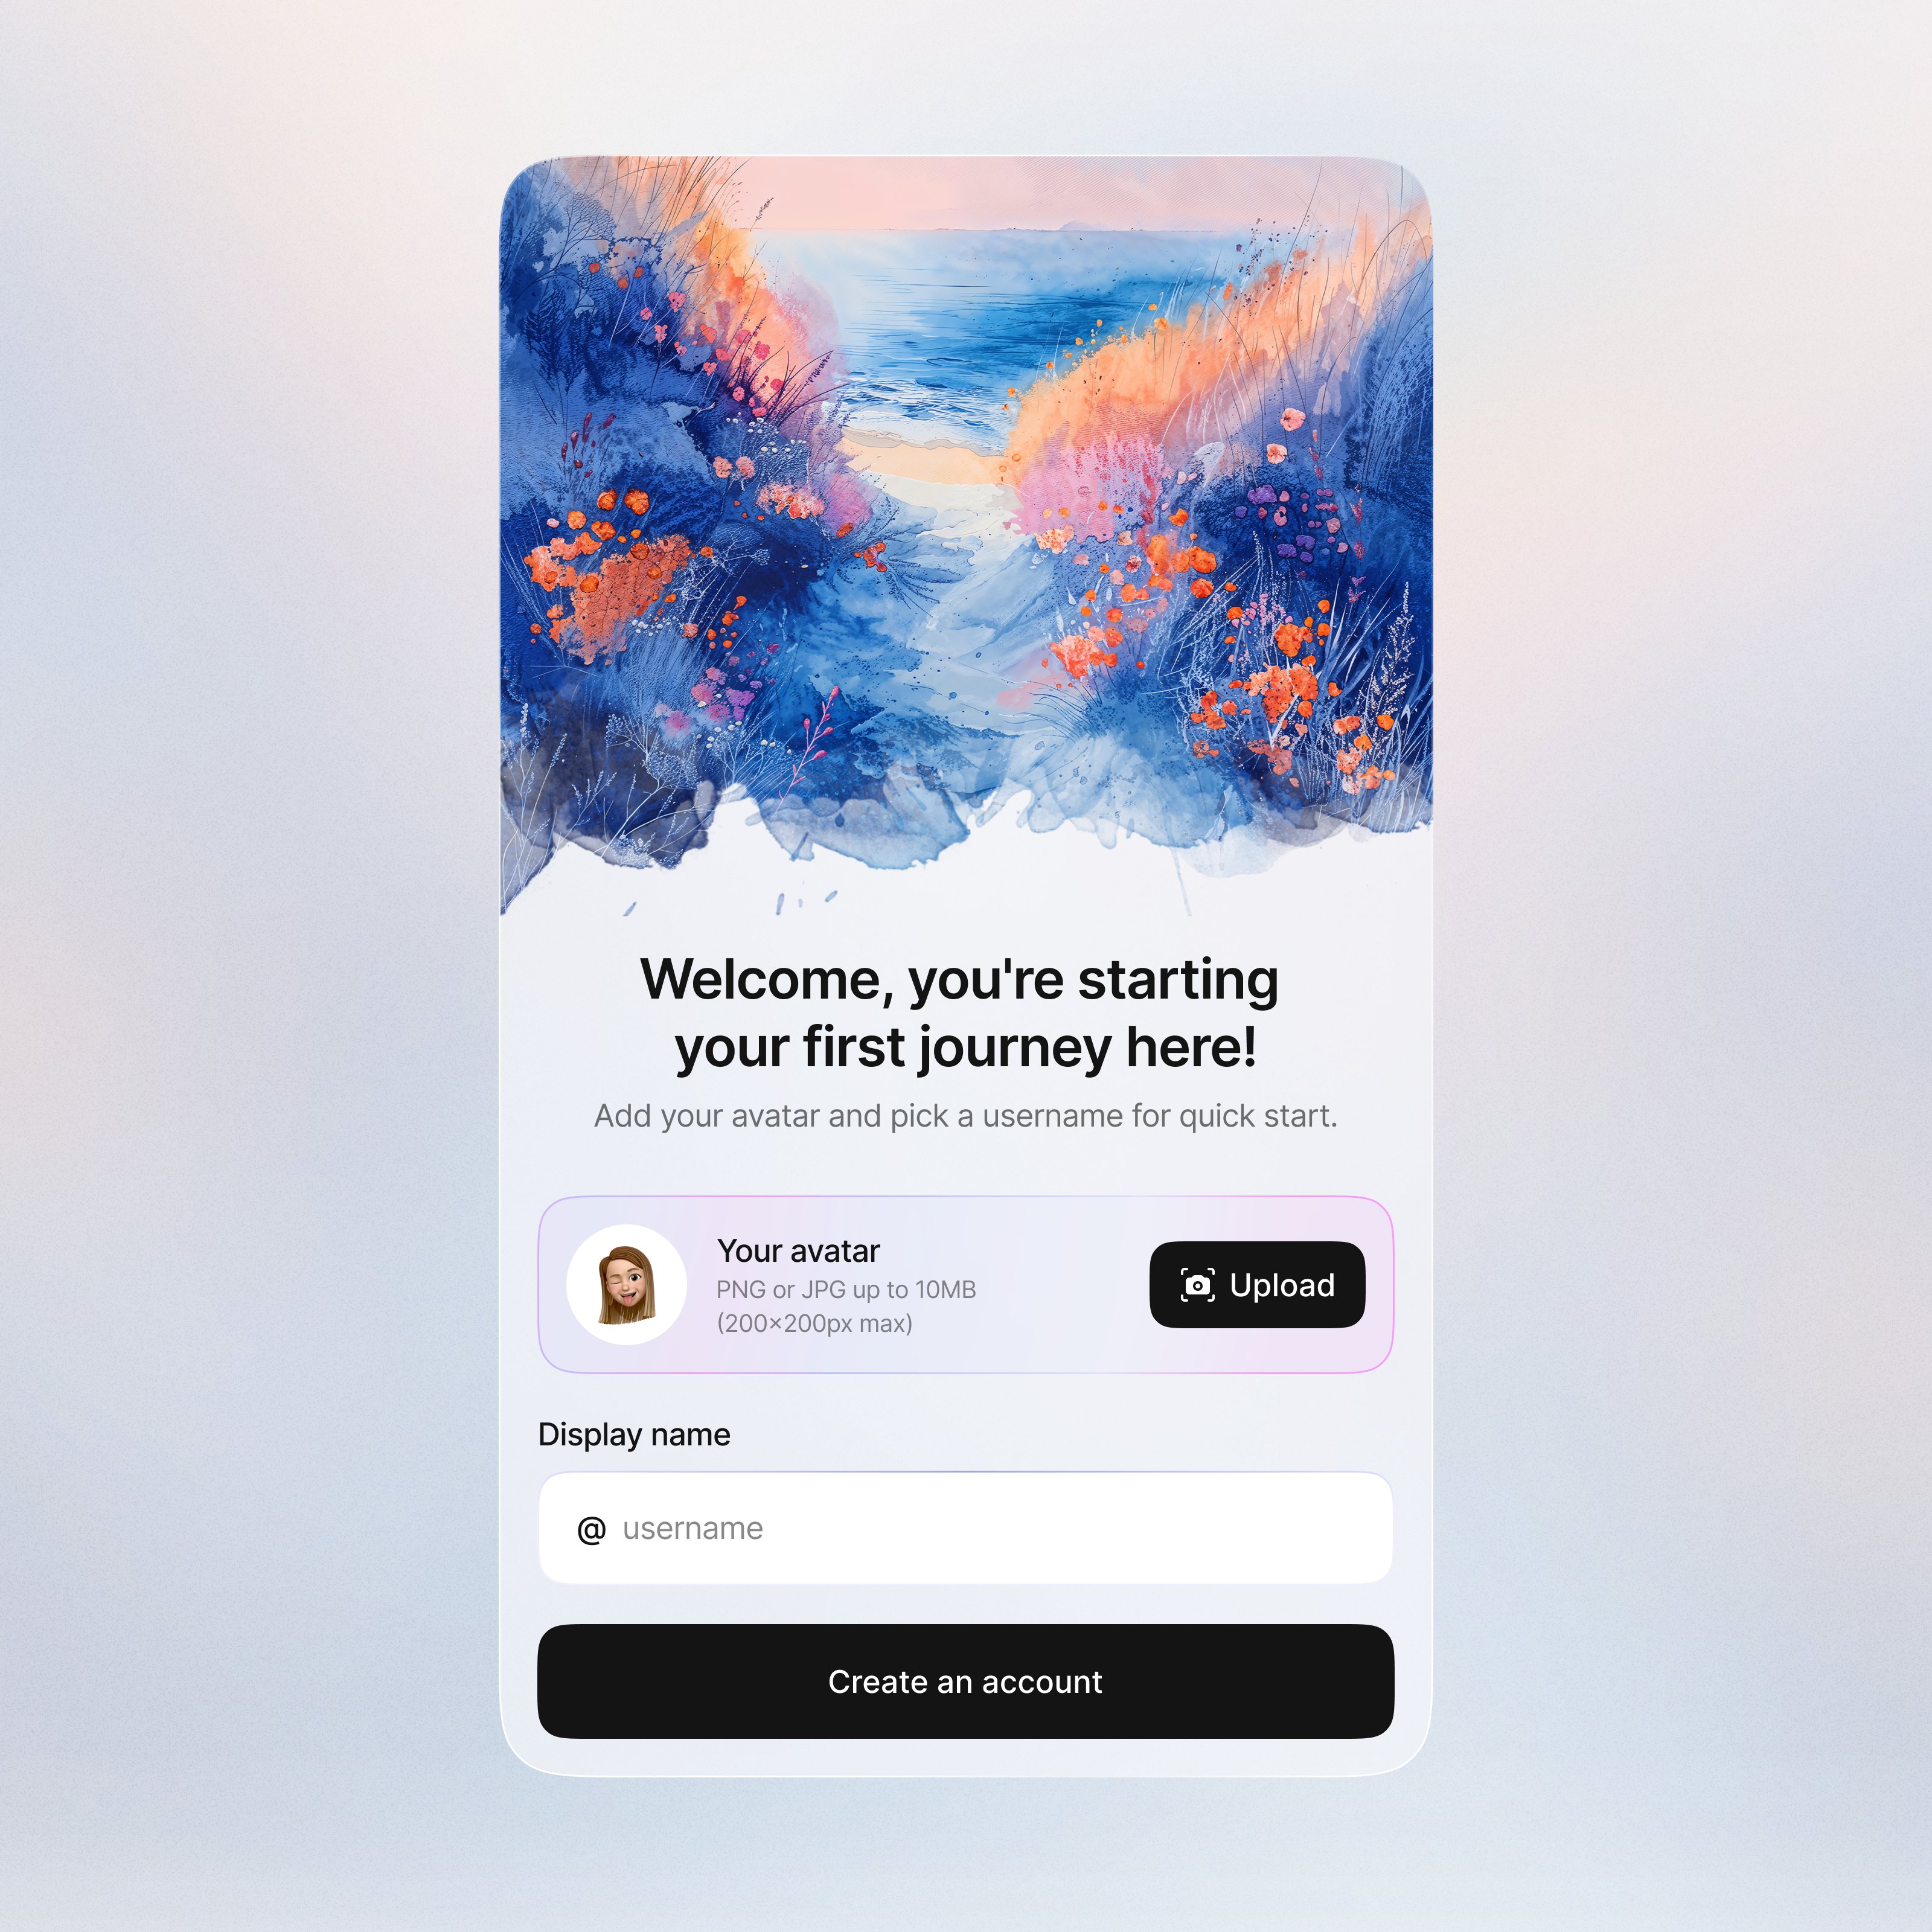 Welcome, you're starting
your first journey here!
Add your avatar and pick a username for quick start.
Your avatar
PNG or JPG up to 10MB
(200×200px max)
Upload
Display name
@ username
Create an account